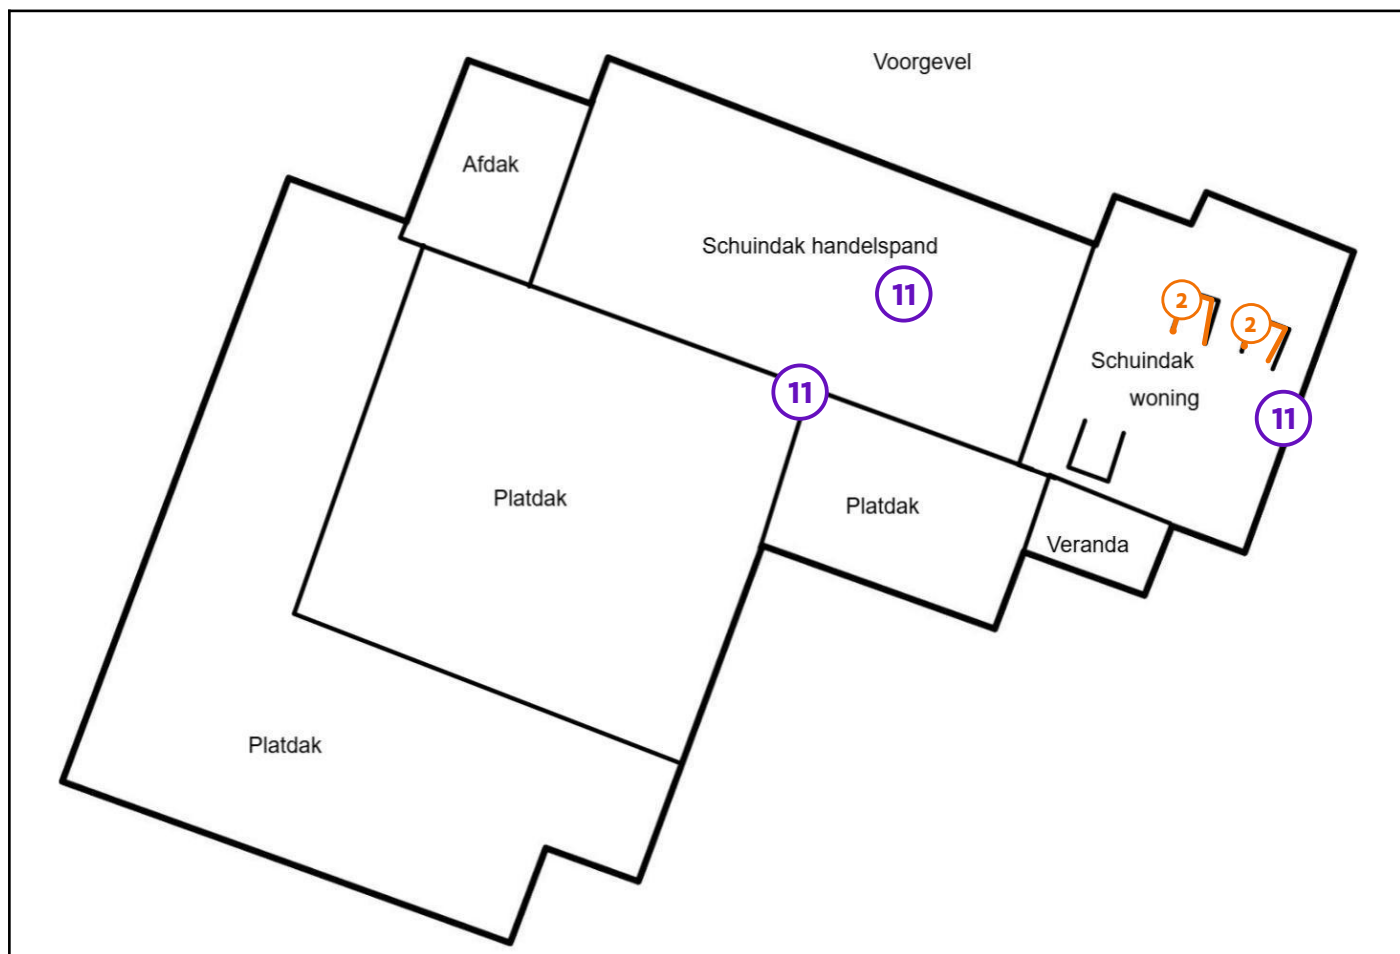 Voorgevel
Afdak
Schuindak handelspand
11
2
2
Schuindak
woning
11
11
Platdak
Platdak
Veranda
Platdak